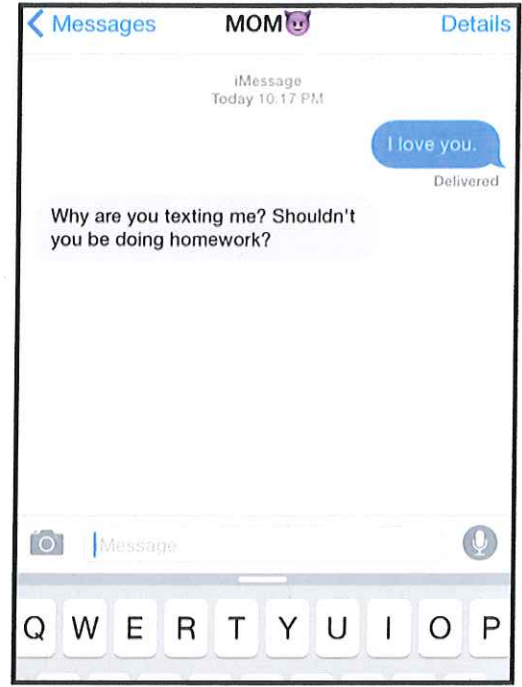 Messages MOM😈 Details
iMessage
Today 10:17 PM
I love you.
Delivered
Why are you texting me? Shouldn't
you be doing homework?
Message
Q W E R T Y U I O P